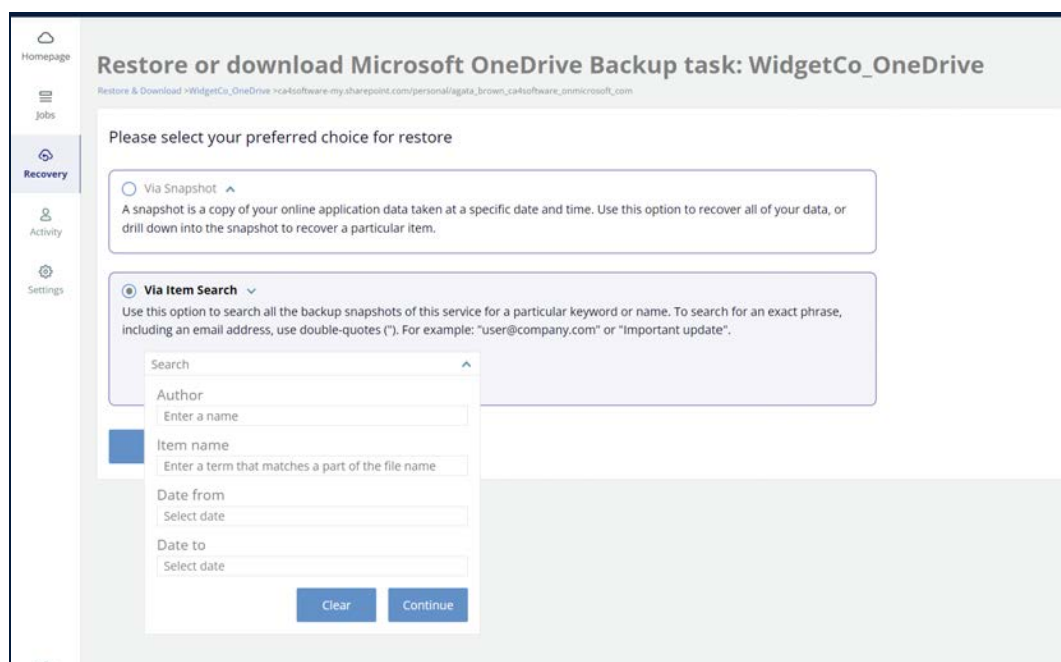 Homepage
Jobs
Recovery
Activity
Settings
Restore or download Microsoft OneDrive Backup task: WidgetCo_OneDrive
Restore & Download >WidgetCo_OneDrive >ca4software-my.sharepoint.com/personal/agata_brown_ca4software_onmicrosoft_com
Please select your preferred choice for restore
Via Snapshot
A snapshot is a copy of your online application data taken at a specific date and time. Use this option to recover all of your data, or
drill down into the snapshot to recover a particular item.
Via Item Search
Use this option to search all the backup snapshots of this service for a particular keyword or name. To search for an exact phrase,
including an email address, use double-quotes ("). For example: "user@company.com" or "Important update".
Search
Author
Enter a name
Item name
Enter a term that matches a part of the file name
Date from
Select date
Date to
Select date
Clear
Continue